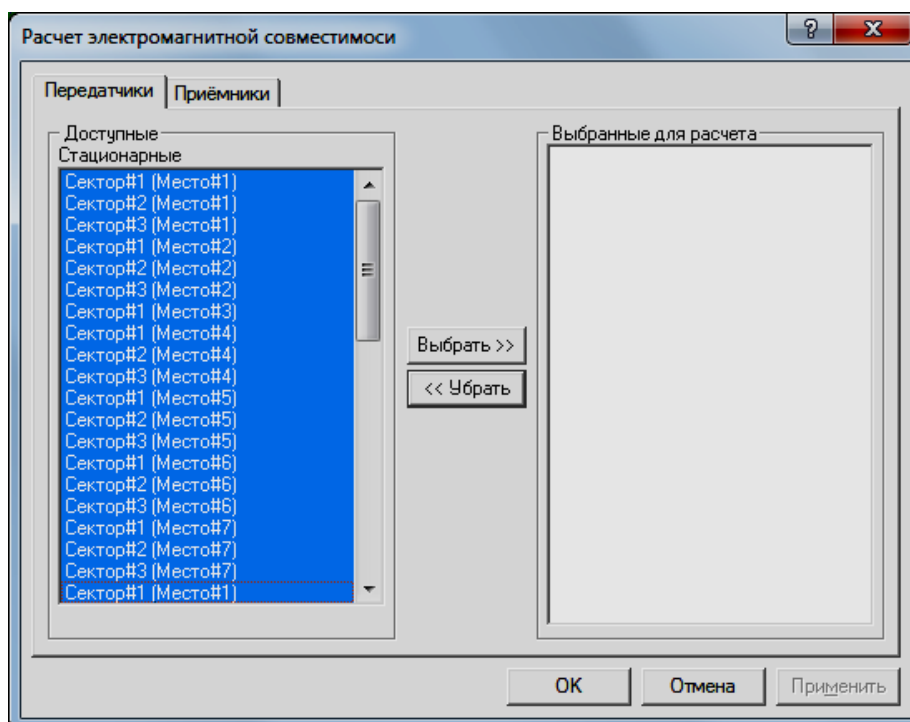 Расчет электромагнитной совместимоси
Передатчики Приёмники
Доступные
Стационарные
Сектор#1 (Место#1)
Сектор#2 (Место#1)
Сектор#3 (Место#1)
Сектор#1 (Место#2)
Сектор#2 (Место#2)
Сектор#3 (Место#2)
Сектор#1 (Место#3)
Сектор#1 (Место#4)
Сектор#2 (Место#4)
Сектор#3 (Место#4)
Сектор#1 (Место#5)
Сектор#2 (Место#5)
Сектор#3 (Место#5)
Сектор#1 (Место#6)
Сектор#2 (Место#6)
Сектор#3 (Место#6)
Сектор#1 (Место#7)
Сектор#2 (Место#7)
Сектор#3 (Место#7)
Сектор#1 (Место#1)
Выбрать >>
<< Убрать
Выбранные для расчета
OK Отмена Применить